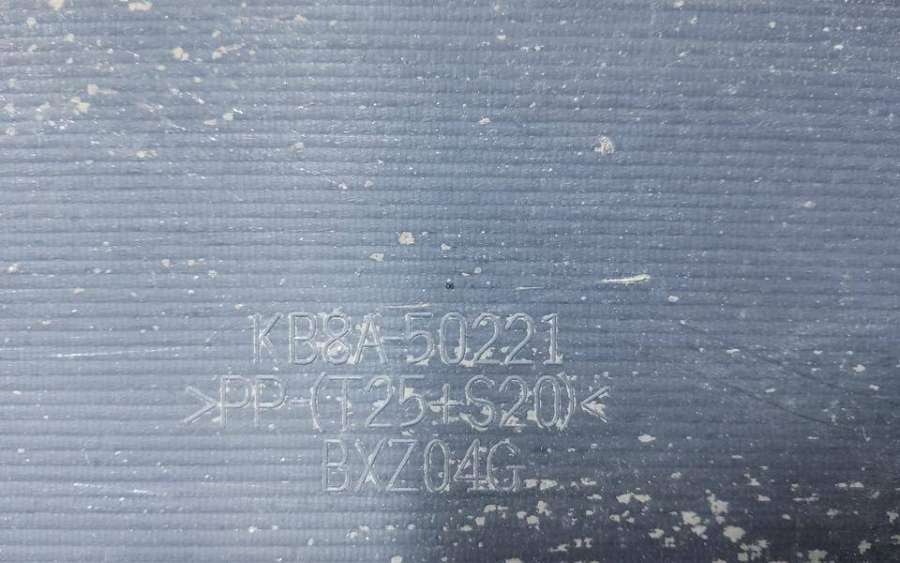 KB8A-50221
>PP-(T25+S20)<
BXZ04G